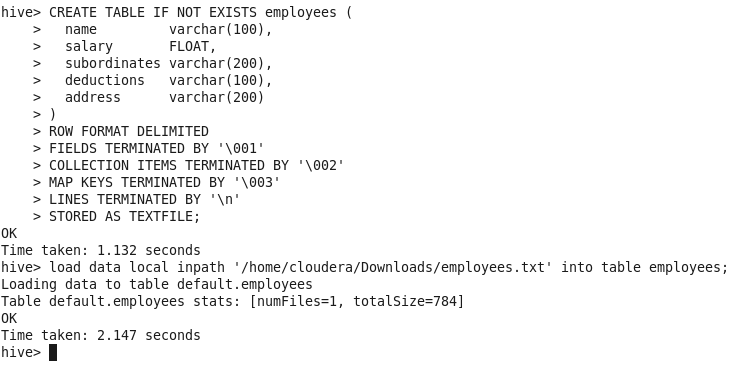 hive> CREATE TABLE IF NOT EXISTS employees (
    >   name         varchar(100),
    >   salary       FLOAT,
    >   subordinates varchar(200),
    >   deductions   varchar(100),
    >   address      varchar(200)
    > )
    > ROW FORMAT DELIMITED
    > FIELDS TERMINATED BY '\001'
    > COLLECTION ITEMS TERMINATED BY '\002'
    > MAP KEYS TERMINATED BY '\003'
    > LINES TERMINATED BY '\n'
    > STORED AS TEXTFILE;
OK
Time taken: 1.132 seconds
hive> load data local inpath '/home/cloudera/Downloads/employees.txt' into table employees;
Loading data to table default.employees
Table default.employees stats: [numFiles=1, totalSize=784]
OK
Time taken: 2.147 seconds
hive>